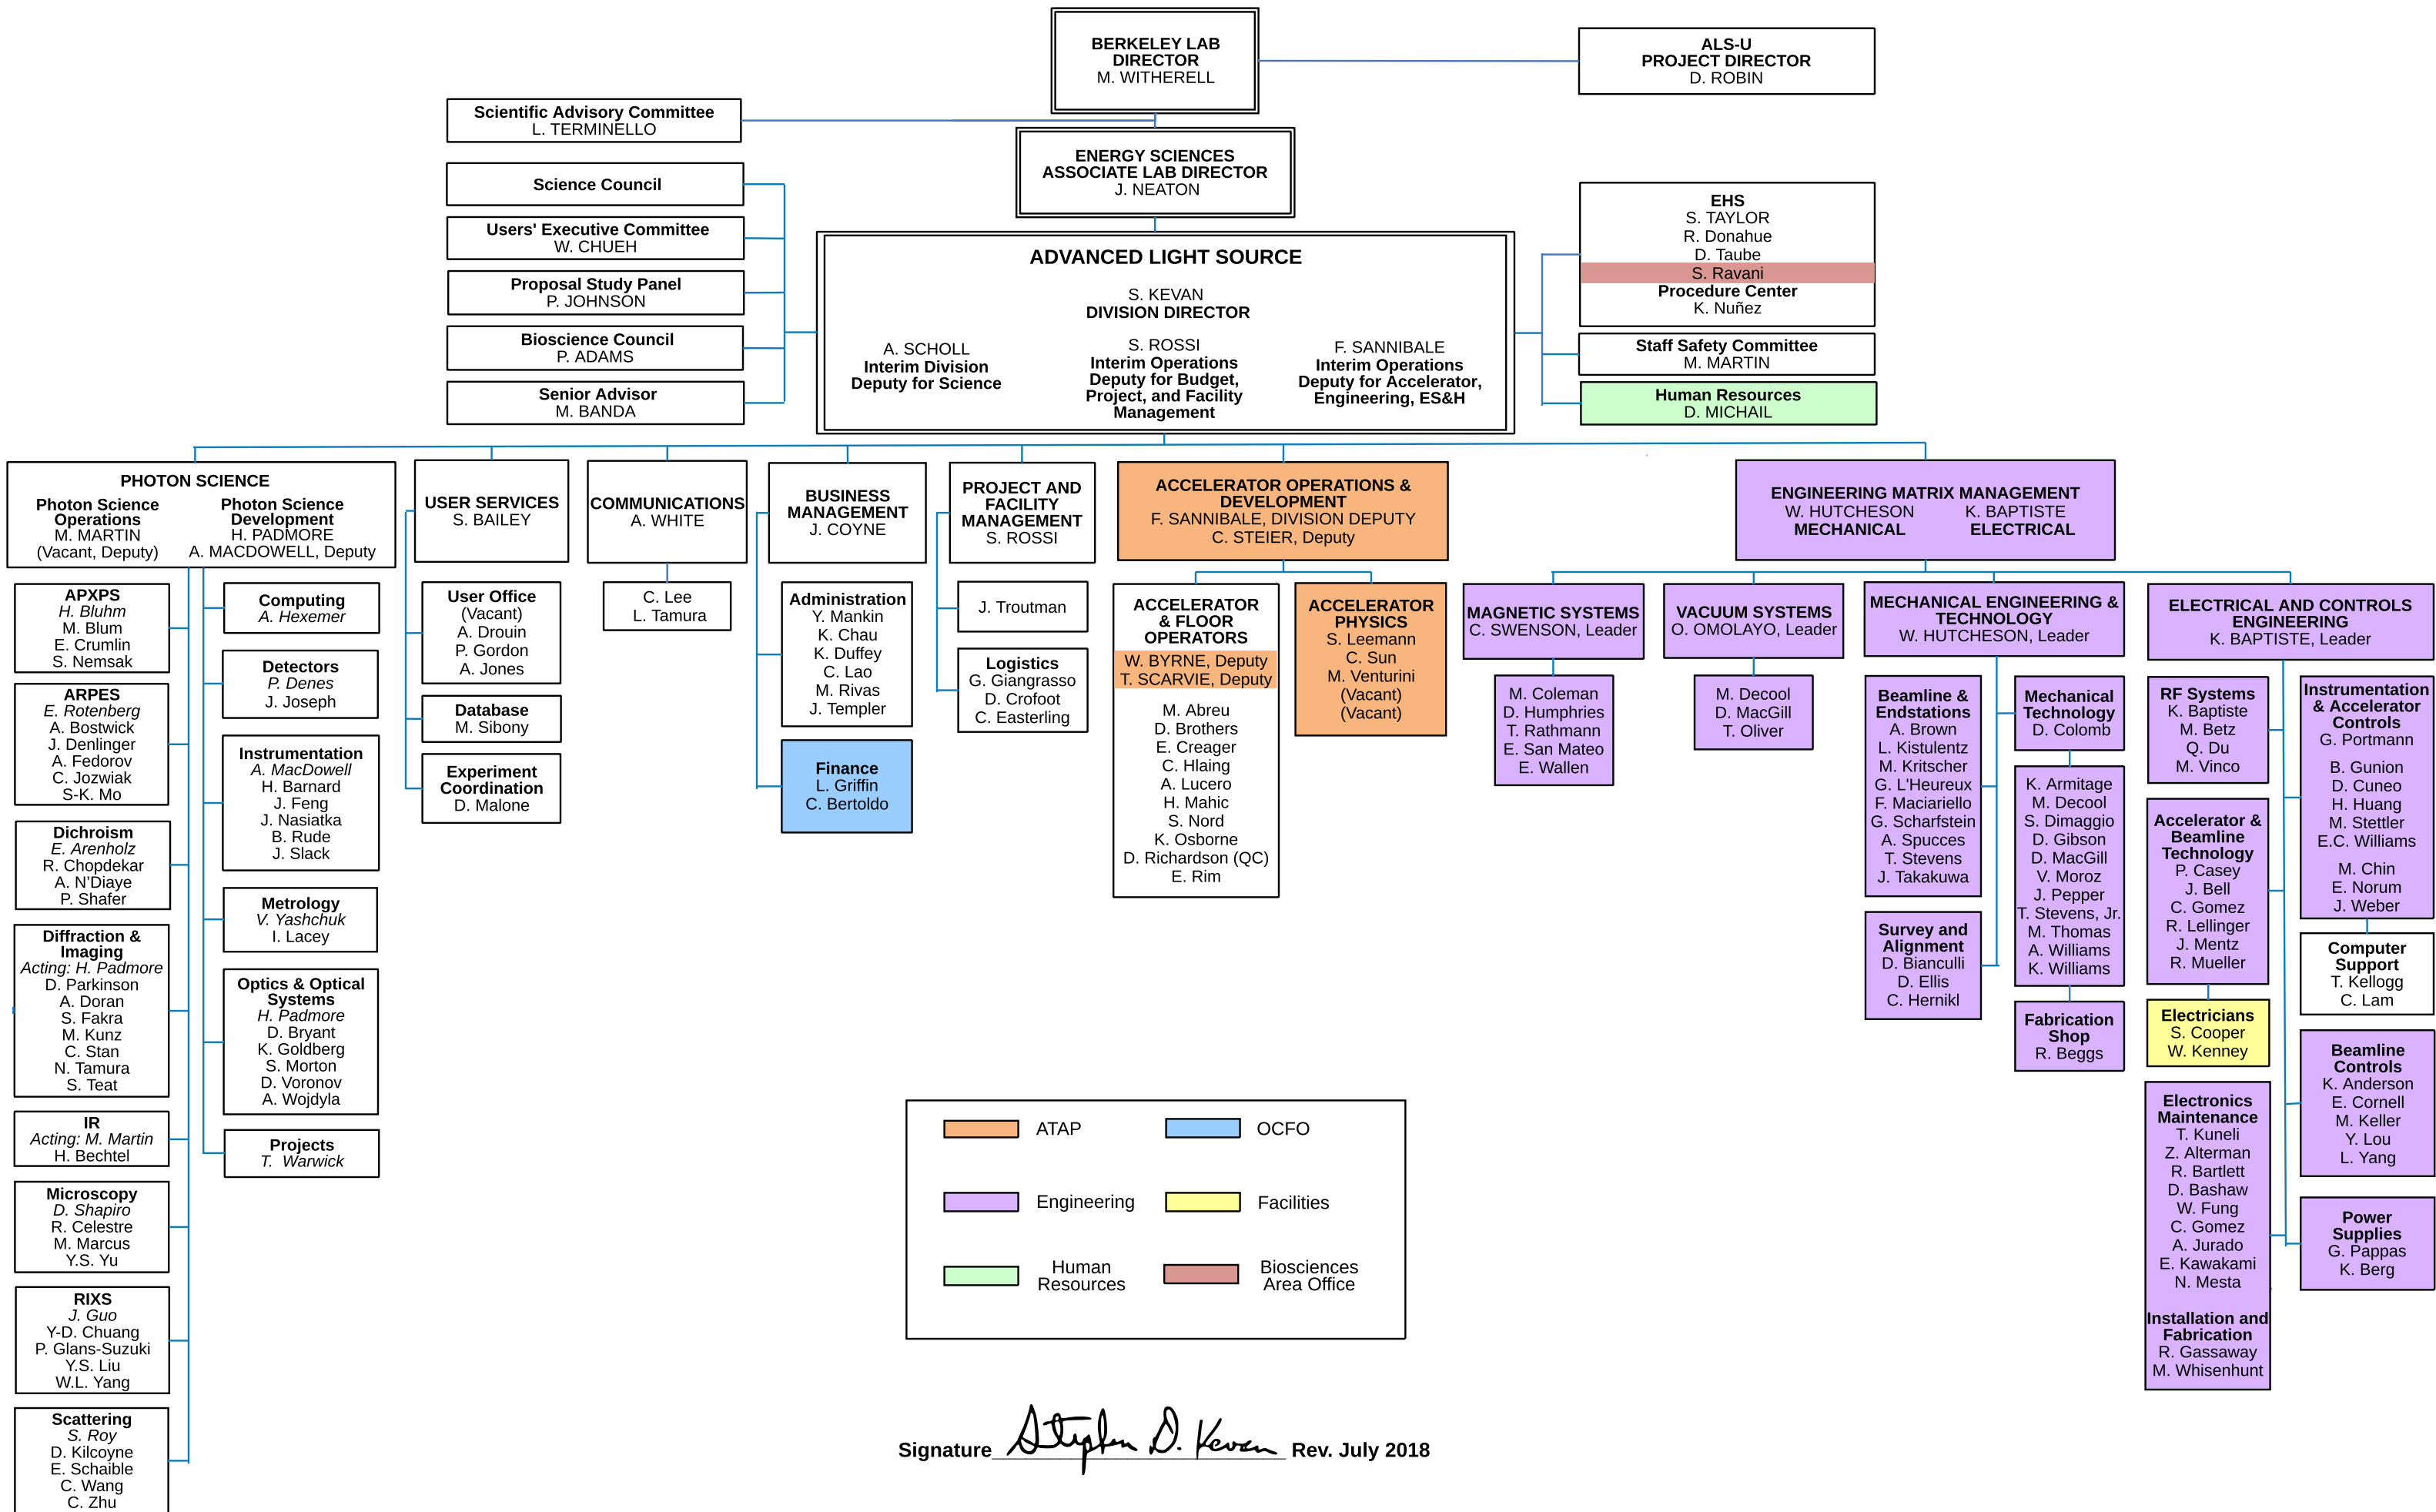 BERKELEY LAB
DIRECTOR
M. WITHERELL
ALS-U
PROJECT DIRECTOR
D. ROBIN
Scientific Advisory Committee
L. TERMINELLO
ENERGY SCIENCES
ASSOCIATE LAB DIRECTOR
J. NEATON
Science Council
Users' Executive Committee
W. CHUEH
Proposal Study Panel
P. JOHNSON
Bioscience Council
P. ADAMS
Senior Advisor
M. BANDA
ADVANCED LIGHT SOURCE
S. KEVAN
DIVISION DIRECTOR
A. SCHOLL
Interim Division
Deputy for Science
S. ROSSI
Interim Operations
Deputy for Budget,
Project, and Facility
Management
F. SANNIBALE
Interim Operations
Deputy for Accelerator,
Engineering, ES&H
EHS
S. TAYLOR
R. Donahue
D. Taube
S. Ravani
Procedure Center
K. Nuñez
Staff Safety Committee
M. MARTIN
Human Resources
D. MICHAIL
PHOTON SCIENCE
Photon Science
Operations
M. MARTIN
(Vacant, Deputy)
Photon Science
Development
H. PADMORE
A. MACDOWELL, Deputy
APXPS
H. Bluhm
M. Blum
E. Crumlin
S. Nemsak
ARPES
E. Rotenberg
A. Bostwick
J. Denlinger
A. Fedorov
C. Jozwiak
S-K. Mo
Dichroism
E. Arenholz
R. Chopdekar
A. N'Diaye
P. Shafer
Diffraction &
Imaging
Acting: H. Padmore
D. Parkinson
A. Doran
S. Fakra
M. Kunz
C. Stan
N. Tamura
S. Teat
IR
Acting: M. Martin
H. Bechtel
Microscopy
D. Shapiro
R. Celestre
M. Marcus
Y.S. Yu
RIXS
J. Guo
Y-D. Chuang
P. Glans-Suzuki
Y.S. Liu
W.L. Yang
Scattering
S. Roy
D. Kilcoyne
E. Schaible
C. Wang
C. Zhu
Computing
A. Hexemer
Detectors
P. Denes
J. Joseph
Instrumentation
A. MacDowell
H. Barnard
J. Feng
J. Nasiatka
B. Rude
J. Slack
Metrology
V. Yashchuk
I. Lacey
Optics & Optical
Systems
H. Padmore
D. Bryant
K. Goldberg
S. Morton
D. Voronov
A. Wojdyla
Projects
T. Warwick
USER SERVICES
S. BAILEY
User Office
(Vacant)
A. Drouin
P. Gordon
A. Jones
Database
M. Sibony
Experiment
Coordination
D. Malone
COMMUNICATIONS
A. WHITE
C. Lee
L. Tamura
BUSINESS
MANAGEMENT
J. COYNE
Administration
Y. Mankin
K. Chau
K. Duffey
C. Lao
M. Rivas
J. Templer
Finance
L. Griffin
C. Bertoldo
PROJECT AND
FACILITY
MANAGEMENT
S. ROSSI
J. Troutman
Logistics
G. Giangrasso
D. Crofoot
C. Easterling
ACCELERATOR OPERATIONS &
DEVELOPMENT
F. SANNIBALE, DIVISION DEPUTY
C. STEIER, Deputy
ACCELERATOR
& FLOOR
OPERATORS
W. BYRNE, Deputy
T. SCARVIE, Deputy
M. Abreu
D. Brothers
E. Creager
C. Hlaing
A. Lucero
H. Mahic
S. Nord
K. Osborne
D. Richardson (QC)
E. Rim
ACCELERATOR
PHYSICS
S. Leemann
C. Sun
M. Venturini
(Vacant)
(Vacant)
ENGINEERING MATRIX MANAGEMENT
W. HUTCHESON K. BAPTISTE
MECHANICAL ELECTRICAL
MAGNETIC SYSTEMS
C. SWENSON, Leader
M. Coleman
D. Humphries
T. Rathmann
E. San Mateo
E. Wallen
VACUUM SYSTEMS
O. OMOLAYO, Leader
M. Decool
D. MacGill
T. Oliver
MECHANICAL ENGINEERING &
TECHNOLOGY
W. HUTCHESON, Leader
Beamline &
Endstations
A. Brown
L. Kistulentz
M. Kritscher
G. L'Heureux
F. Maciariello
G. Scharfstein
A. Spucces
T. Stevens
J. Takakuwa
Survey and
Alignment
D. Bianculli
D. Ellis
C. Hernikl
Mechanical
Technology
D. Colomb
K. Armitage
M. Decool
S. Dimaggio
D. Gibson
D. MacGill
V. Moroz
J. Pepper
T. Stevens, Jr.
M. Thomas
A. Williams
K. Williams
Fabrication
Shop
R. Beggs
ELECTRICAL AND CONTROLS
ENGINEERING
K. BAPTISTE, Leader
RF Systems
K. Baptiste
M. Betz
Q. Du
M. Vinco
Accelerator &
Beamline
Technology
P. Casey
J. Bell
C. Gomez
R. Lellinger
J. Mentz
R. Mueller
Electricians
S. Cooper
W. Kenney
Electronics
Maintenance
T. Kuneli
Z. Alterman
R. Bartlett
D. Bashaw
W. Fung
C. Gomez
A. Jurado
E. Kawakami
N. Mesta
Installation and
Fabrication
R. Gassaway
M. Whisenhunt
Instrumentation
& Accelerator
Controls
G. Portmann
B. Gunion
D. Cuneo
H. Huang
M. Stettler
E.C. Williams
M. Chin
E. Norum
J. Weber
Computer
Support
T. Kellogg
C. Lam
Beamline
Controls
K. Anderson
E. Cornell
M. Keller
Y. Lou
L. Yang
Power
Supplies
G. Pappas
K. Berg
ATAP
OCFO
Engineering
Facilities
Human
Resources
Biosciences
Area Office
Signature Stephen D. Kevan Rev. July 2018